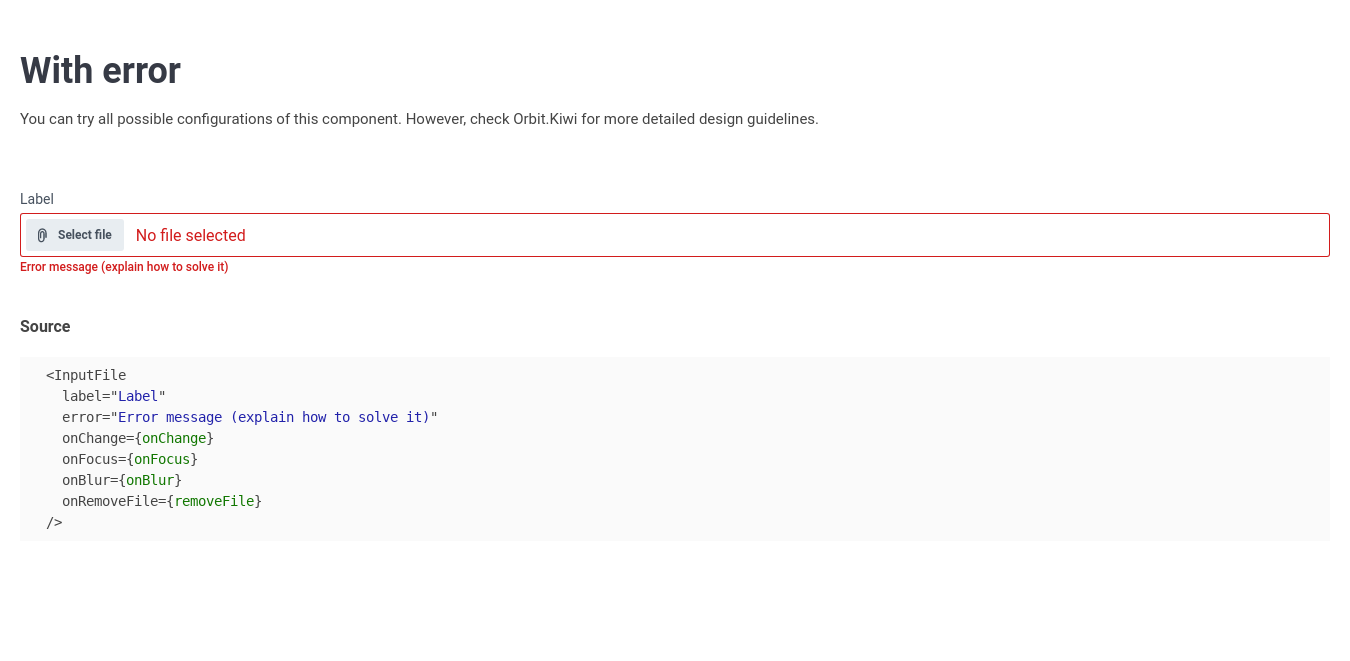 With error
You can try all possible configurations of this component. However, check Orbit.Kiwi for more detailed design guidelines.
Label
Select file No file selected
Error message (explain how to solve it)
Source
<InputFile
  label="Label"
  error="Error message (explain how to solve it)"
  onChange={onChange}
  onFocus={onFocus}
  onBlur={onBlur}
  onRemoveFile={removeFile}
/>